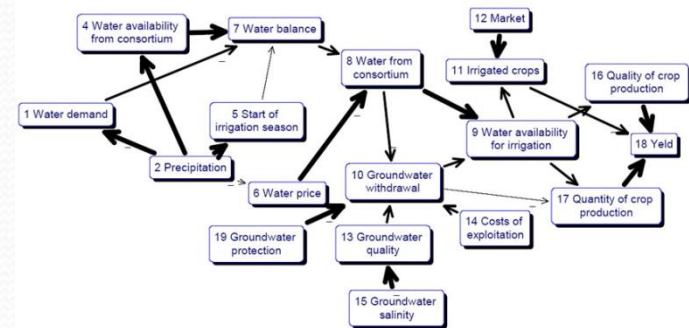 4 Water availability
from consortium
7 Water balance
12 Market
8 Water from
consortium
11 Irrigated crops
16 Quality of crop
production
1 Water demand
5 Start of
irrigation season
9 Water availability
for irrigation
18 Yeld
2 Precipitation
6 Water price
10 Groundwater
withdrawal
17 Quantity of crop
production
19 Groundwater
protection
13 Groundwater
quality
14 Costs of
exploitation
15 Groundwater
salinity